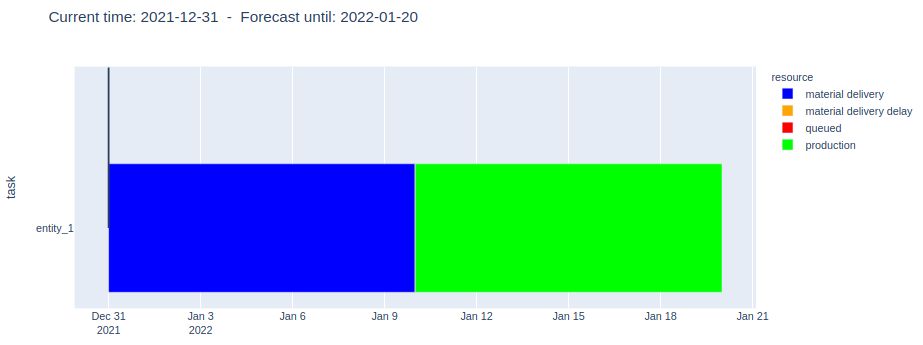 Current time: 2021-12-31 - Forecast until: 2022-01-20
resource
material delivery
material delivery delay
queued
production
task
entity_1
Dec 31 Jan 3 Jan 6 Jan 9 Jan 12 Jan 15 Jan 18 Jan 21
2021 2022